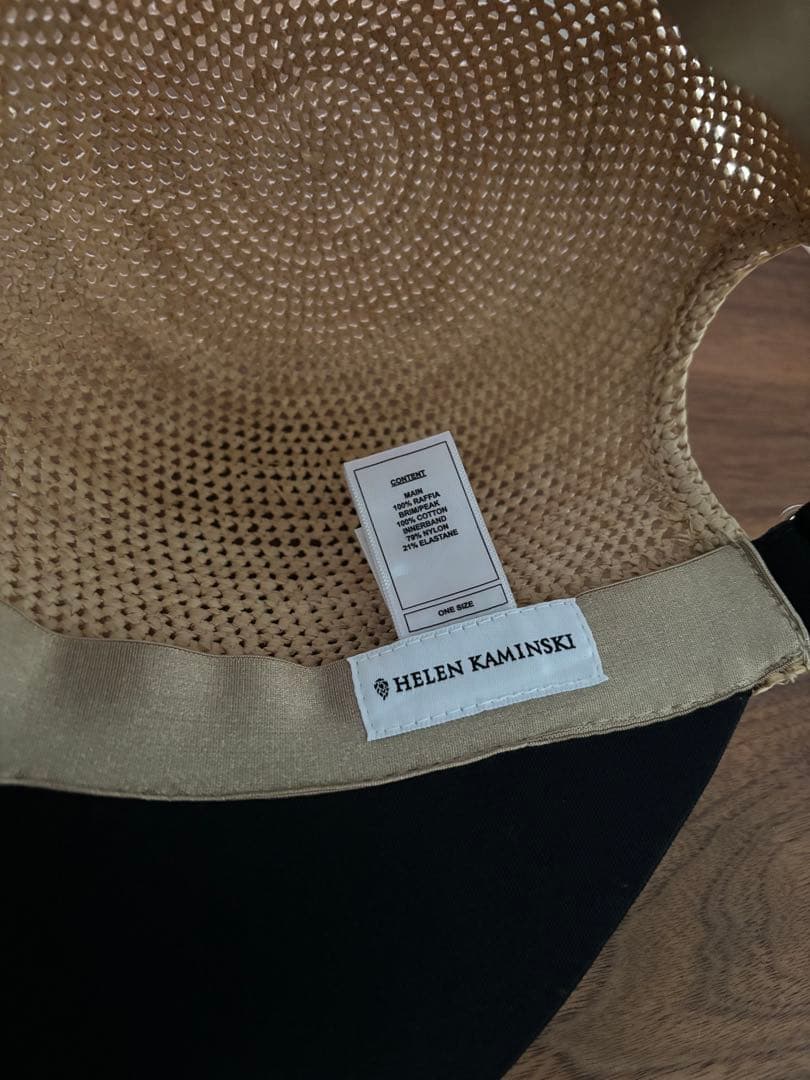 CONTENT
MAIN
100% RAFFIA
BRIM/PEAK
100% COTTON
INNERBAND
79% NYLON
21% ELASTANE
ONE SIZE
HELEN KAMINSKI